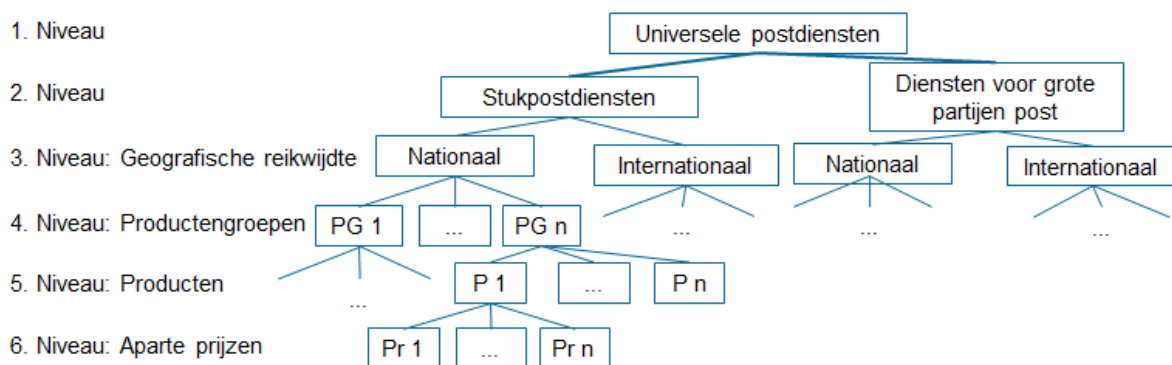 1. Niveau
Universele postdiensten
2. Niveau
Stukpostdiensten
Diensten voor grote
partijen post
3. Niveau: Geografische reikwijdte
Nationaal
Internationaal
Nationaal
Internationaal
4. Niveau: Productengroepen
PG 1
...
PG n
...
...
...
5. Niveau: Producten
...
P 1
...
P n
6. Niveau: Aparte prijzen
Pr 1
...
Pr n